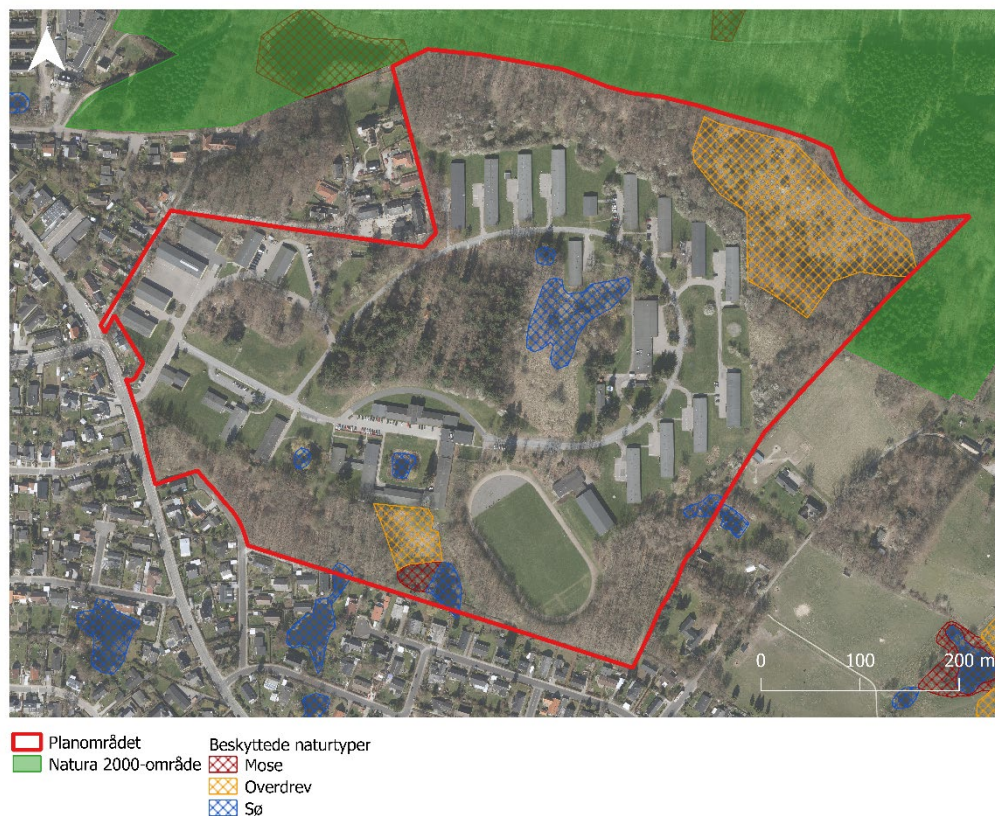 0 100 200 m
Planområdet
Natura 2000-område
Beskyttede naturtyper
Mose
Overdrev
Sø